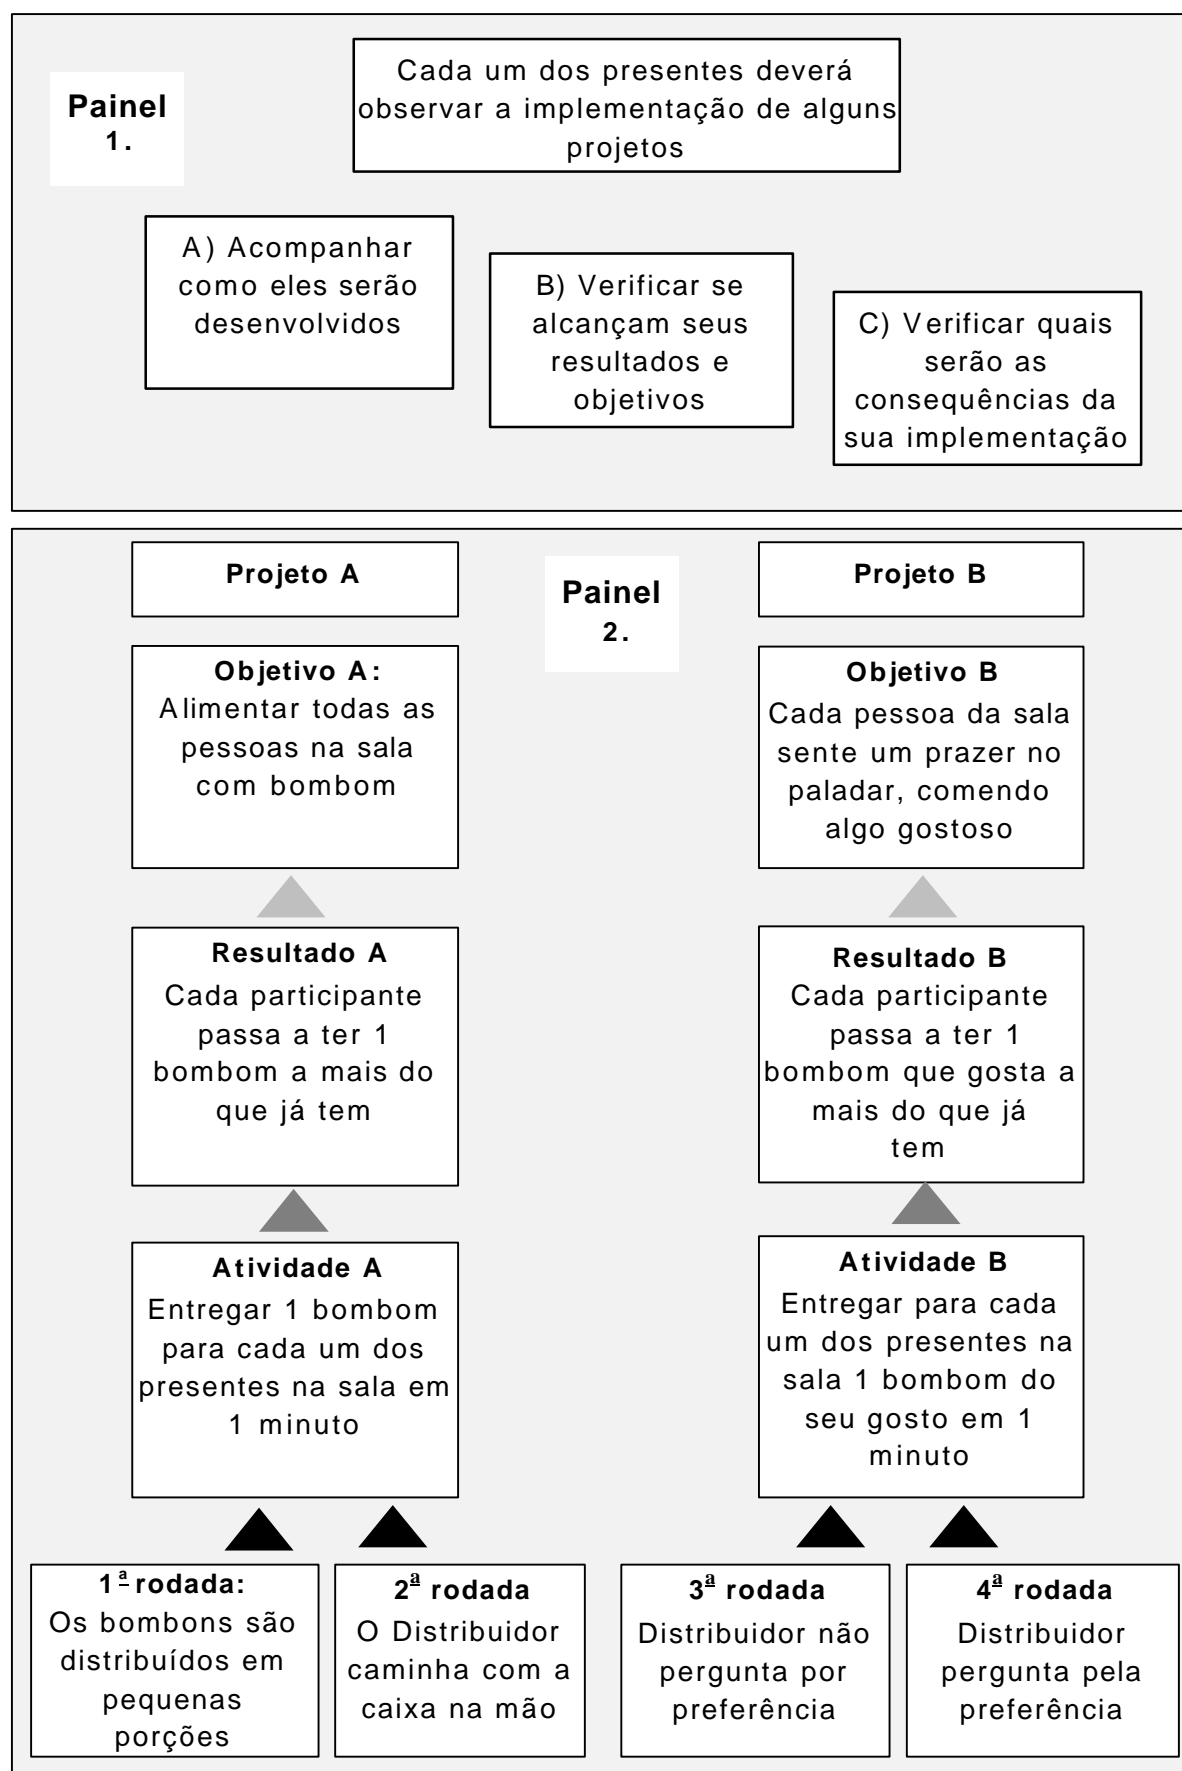 Painel
1.
Cada um dos presentes deverá
observar a implementação de alguns
projetos
A) Acompanhar
como eles serão
desenvolvidos
B) Verificar se
alcançam seus
resultados e
objetivos
C) Verificar quais
serão as
consequências da
sua implementação
Painel
2.
Projeto A
Objetivo A:
Alimentar todas as
pessoas na sala
com bombom
Resultado A
Cada participante
passa a ter 1
bombom a mais do
que já tem
Atividade A
Entregar 1 bombom
para cada um dos
presentes na sala em
1 minuto
1ª rodada:
Os bombons são
distribuídos em
pequenas
porções
2ª rodada
O Distribuidor
caminha com a
caixa na mão
Projeto B
Objetivo B
Cada pessoa da sala
sente um prazer no
paladar, comendo
algo gostoso
Resultado B
Cada participante
passa a ter 1
bombom que gosta a
mais do que já
tem
Atividade B
Entregar para cada
um dos presentes na
sala 1 bombom do
seu gosto em 1
minuto
3ª rodada
Distribuidor não
pergunta por
preferência
4ª rodada
Distribuidor
pergunta pela
preferência